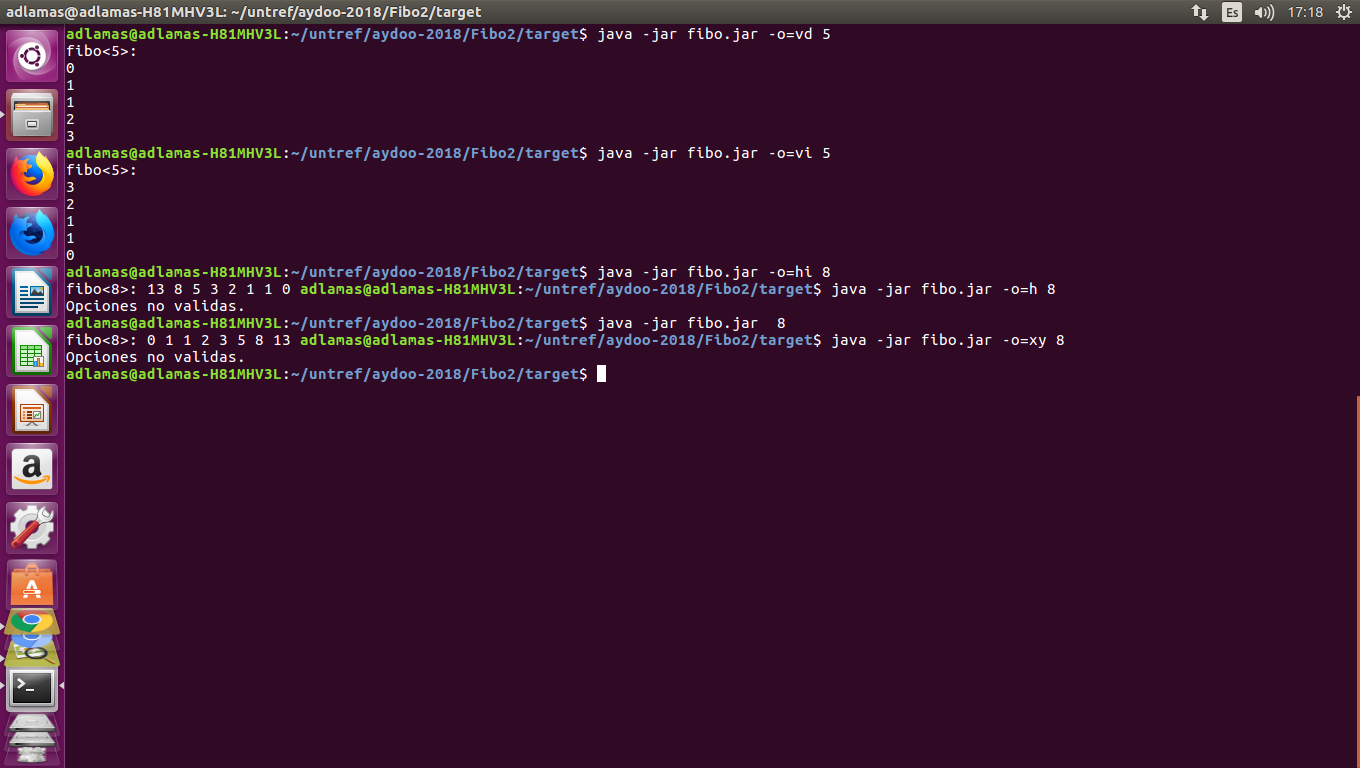 adlamas@adlamas-H81MHV3L: ~/untref/aydoo-2018/Fibo2/target
Es
17:18
adlamas@adlamas-H81MHV3L:~/untref/aydoo-2018/Fibo2/target$ java -jar fibo.jar -o=vd 5
fibo<5>:
0
1
1
2
3
adlamas@adlamas-H81MHV3L:~/untref/aydoo-2018/Fibo2/target$ java -jar fibo.jar -o=vi 5
fibo<5>:
3
2
1
1
0
adlamas@adlamas-H81MHV3L:~/untref/aydoo-2018/Fibo2/target$ java -jar fibo.jar -o=hi 8
fibo<8>: 13 8 5 3 2 1 1 0 adlamas@adlamas-H81MHV3L:~/untref/aydoo-2018/Fibo2/target$ java -jar fibo.jar -o=h 8
Opciones no validas.
adlamas@adlamas-H81MHV3L:~/untref/aydoo-2018/Fibo2/target$ java -jar fibo.jar  8
fibo<8>: 0 1 1 2 3 5 8 13 adlamas@adlamas-H81MHV3L:~/untref/aydoo-2018/Fibo2/target$ java -jar fibo.jar -o=xy 8
Opciones no validas.
adlamas@adlamas-H81MHV3L:~/untref/aydoo-2018/Fibo2/target$